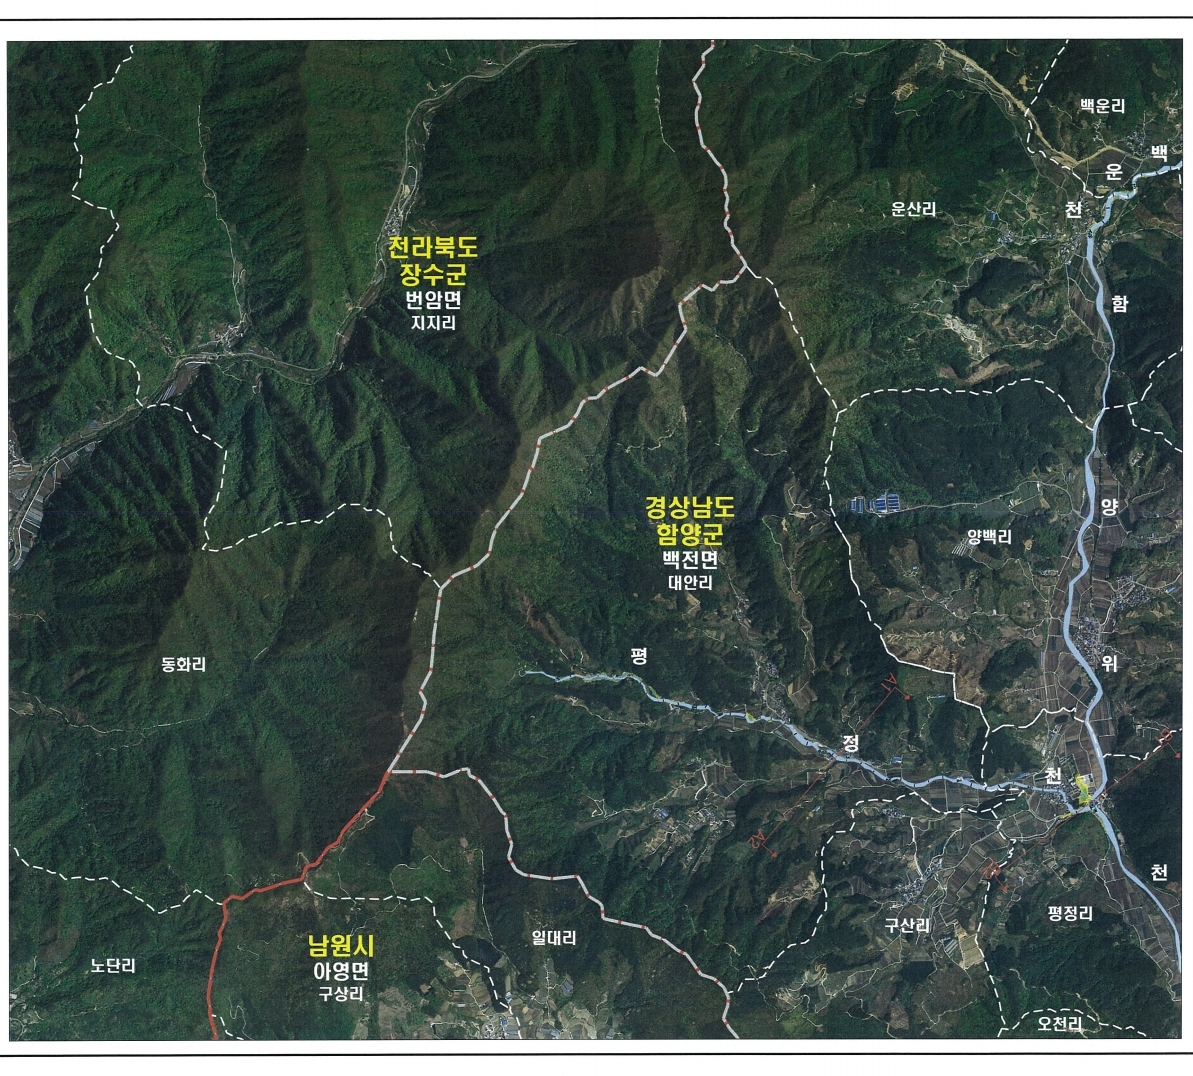 백운리
백
운
천
운산리
전라북도
장수군
번암면
지지리
함
경상남도
함양군
백전면
대안리
양
양백리
동화리
평
위
정
천
천
구산리
평정리
일대리
남원시
아영면
구상리
노단리
오천리